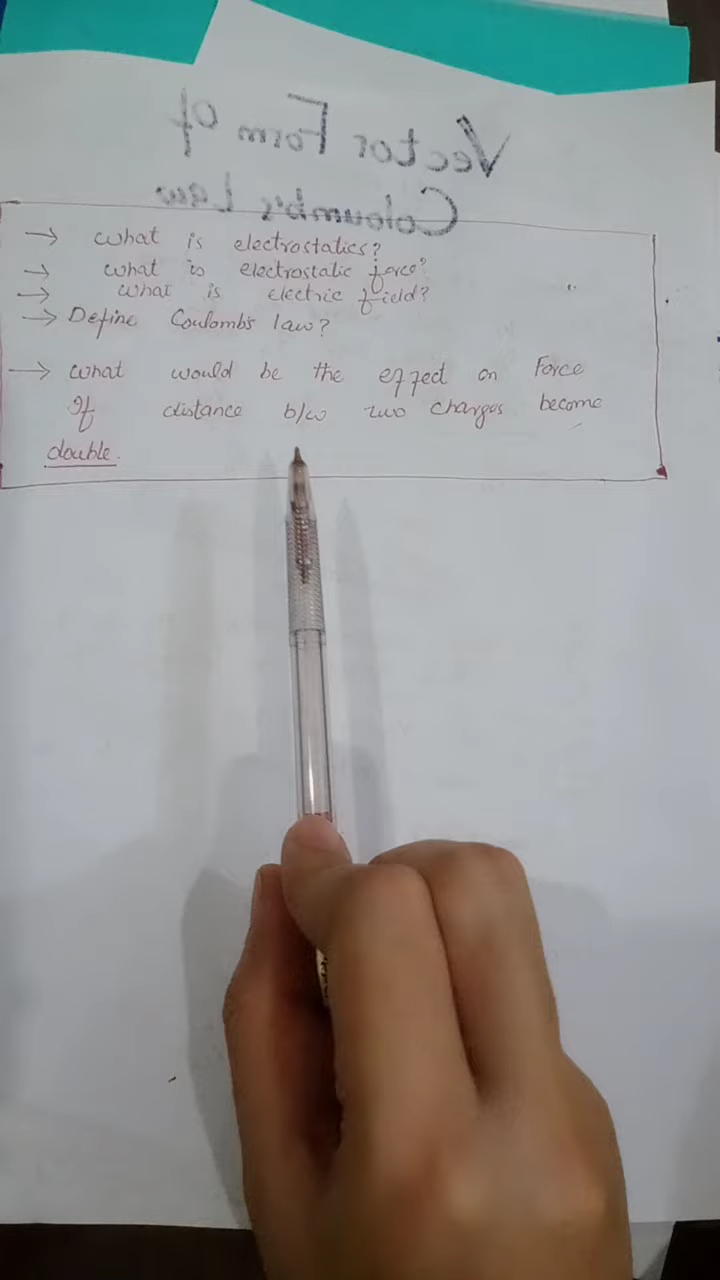 Vector Form of
Coloumb's Law
→ what is electrostatics?
→ what is electrostatic force?
→ what is electric field?
→ Define Coulomb's law?
→ what would be the effect on Force
If distance b/w two charges become
double.